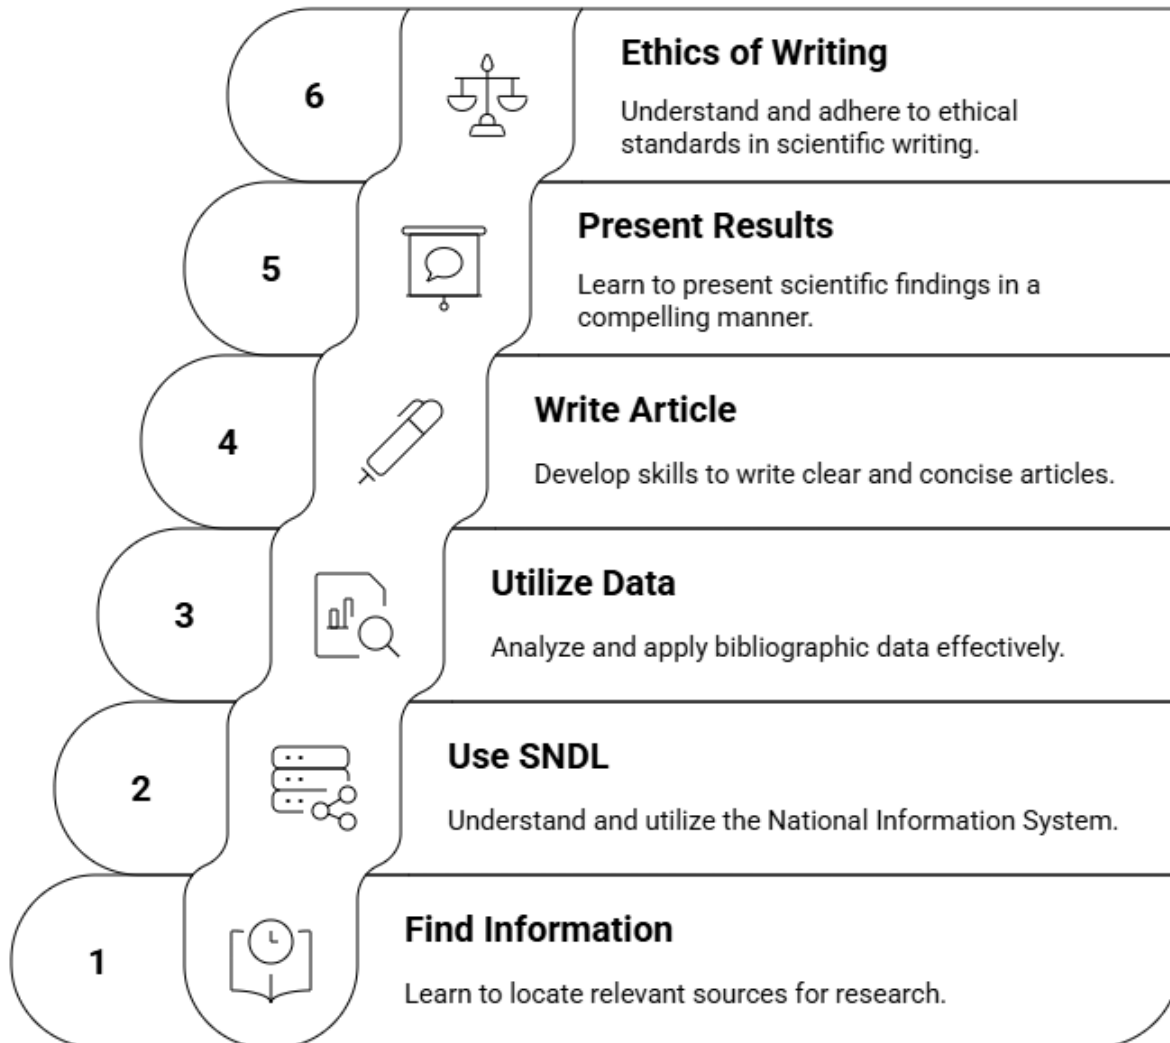 6
Ethics of Writing
Understand and adhere to ethical
standards in scientific writing.
5
Present Results
Learn to present scientific findings in a
compelling manner.
4
Write Article
Develop skills to write clear and concise articles.
3
Utilize Data
Analyze and apply bibliographic data effectively.
2
Use SNDL
Understand and utilize the National Information System.
1
Find Information
Learn to locate relevant sources for research.